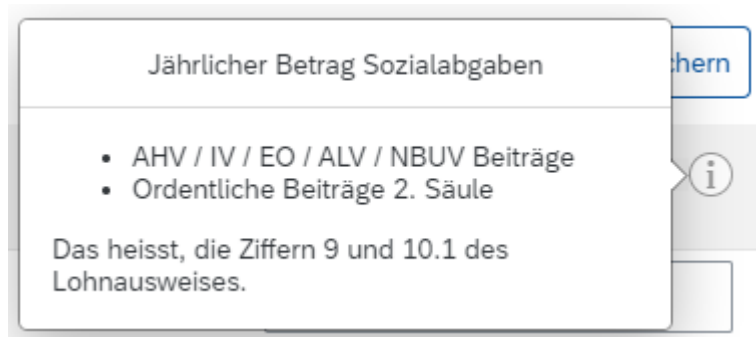 Jährlicher Betrag Sozialabgaben
chern
• AHV / IV / EO / ALV / NBUV Beiträge
• Ordentliche Beiträge 2. Säule
Das heisst, die Ziffern 9 und 10.1 des
Lohnausweises.